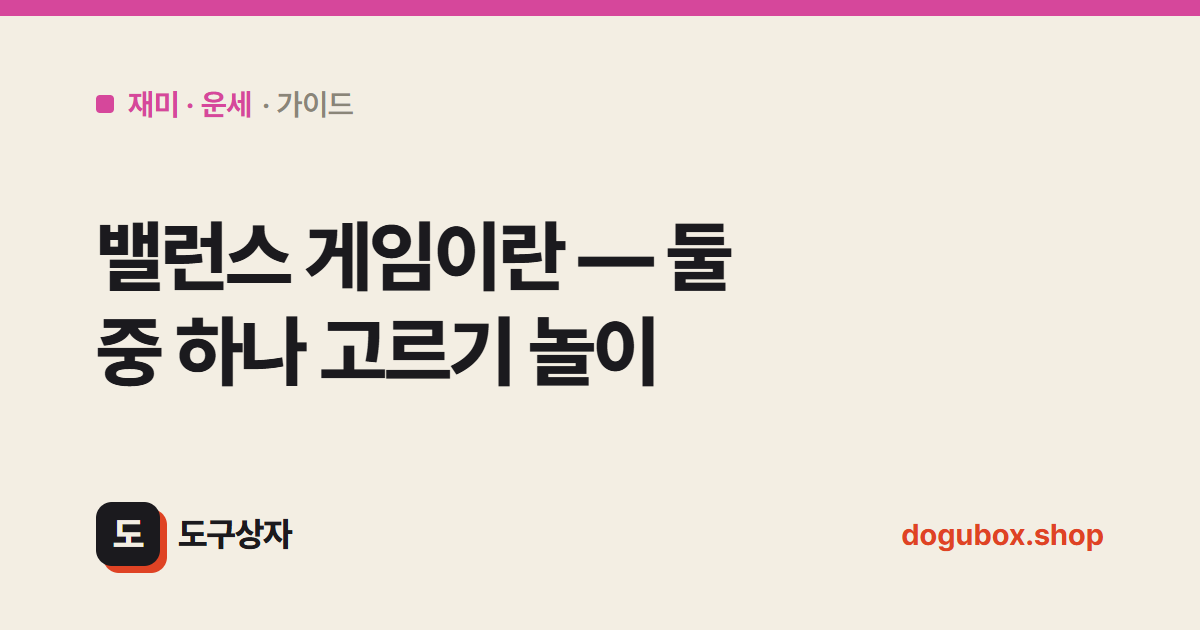 재미 · 운세 · 가이드
밸런스 게임이란 — 둘
중 하나 고르기 놀이
도 도구상자
dogubox.shop